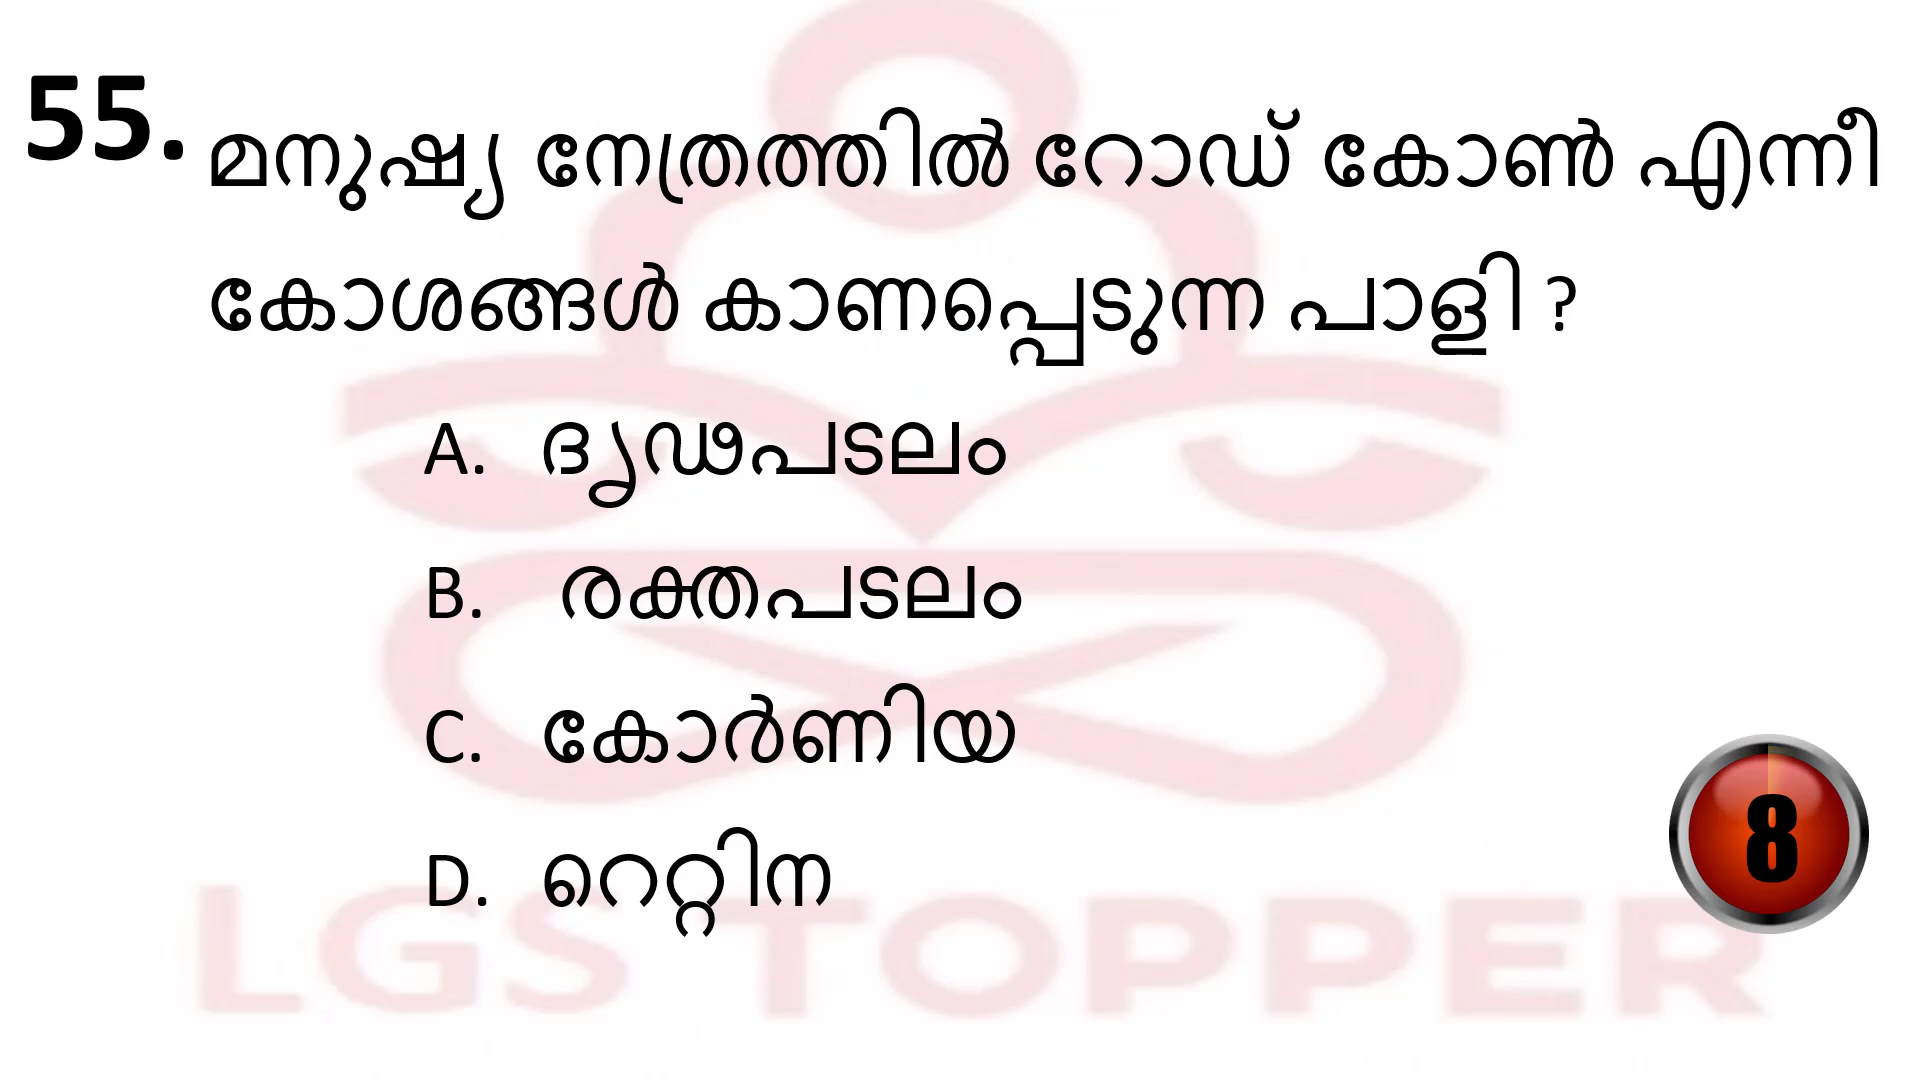 55. മനുഷ്യ നേത്രത്തിൽ റോഡ് കോൺ എന്നീ
കോശങ്ങൾ കാണപ്പെടുന്ന പാളി ?
A. ദൃഢപടലം
B. രക്തപടലം
C. കോർണിയ
D. റെറ്റിന
8
LGS TOPPER